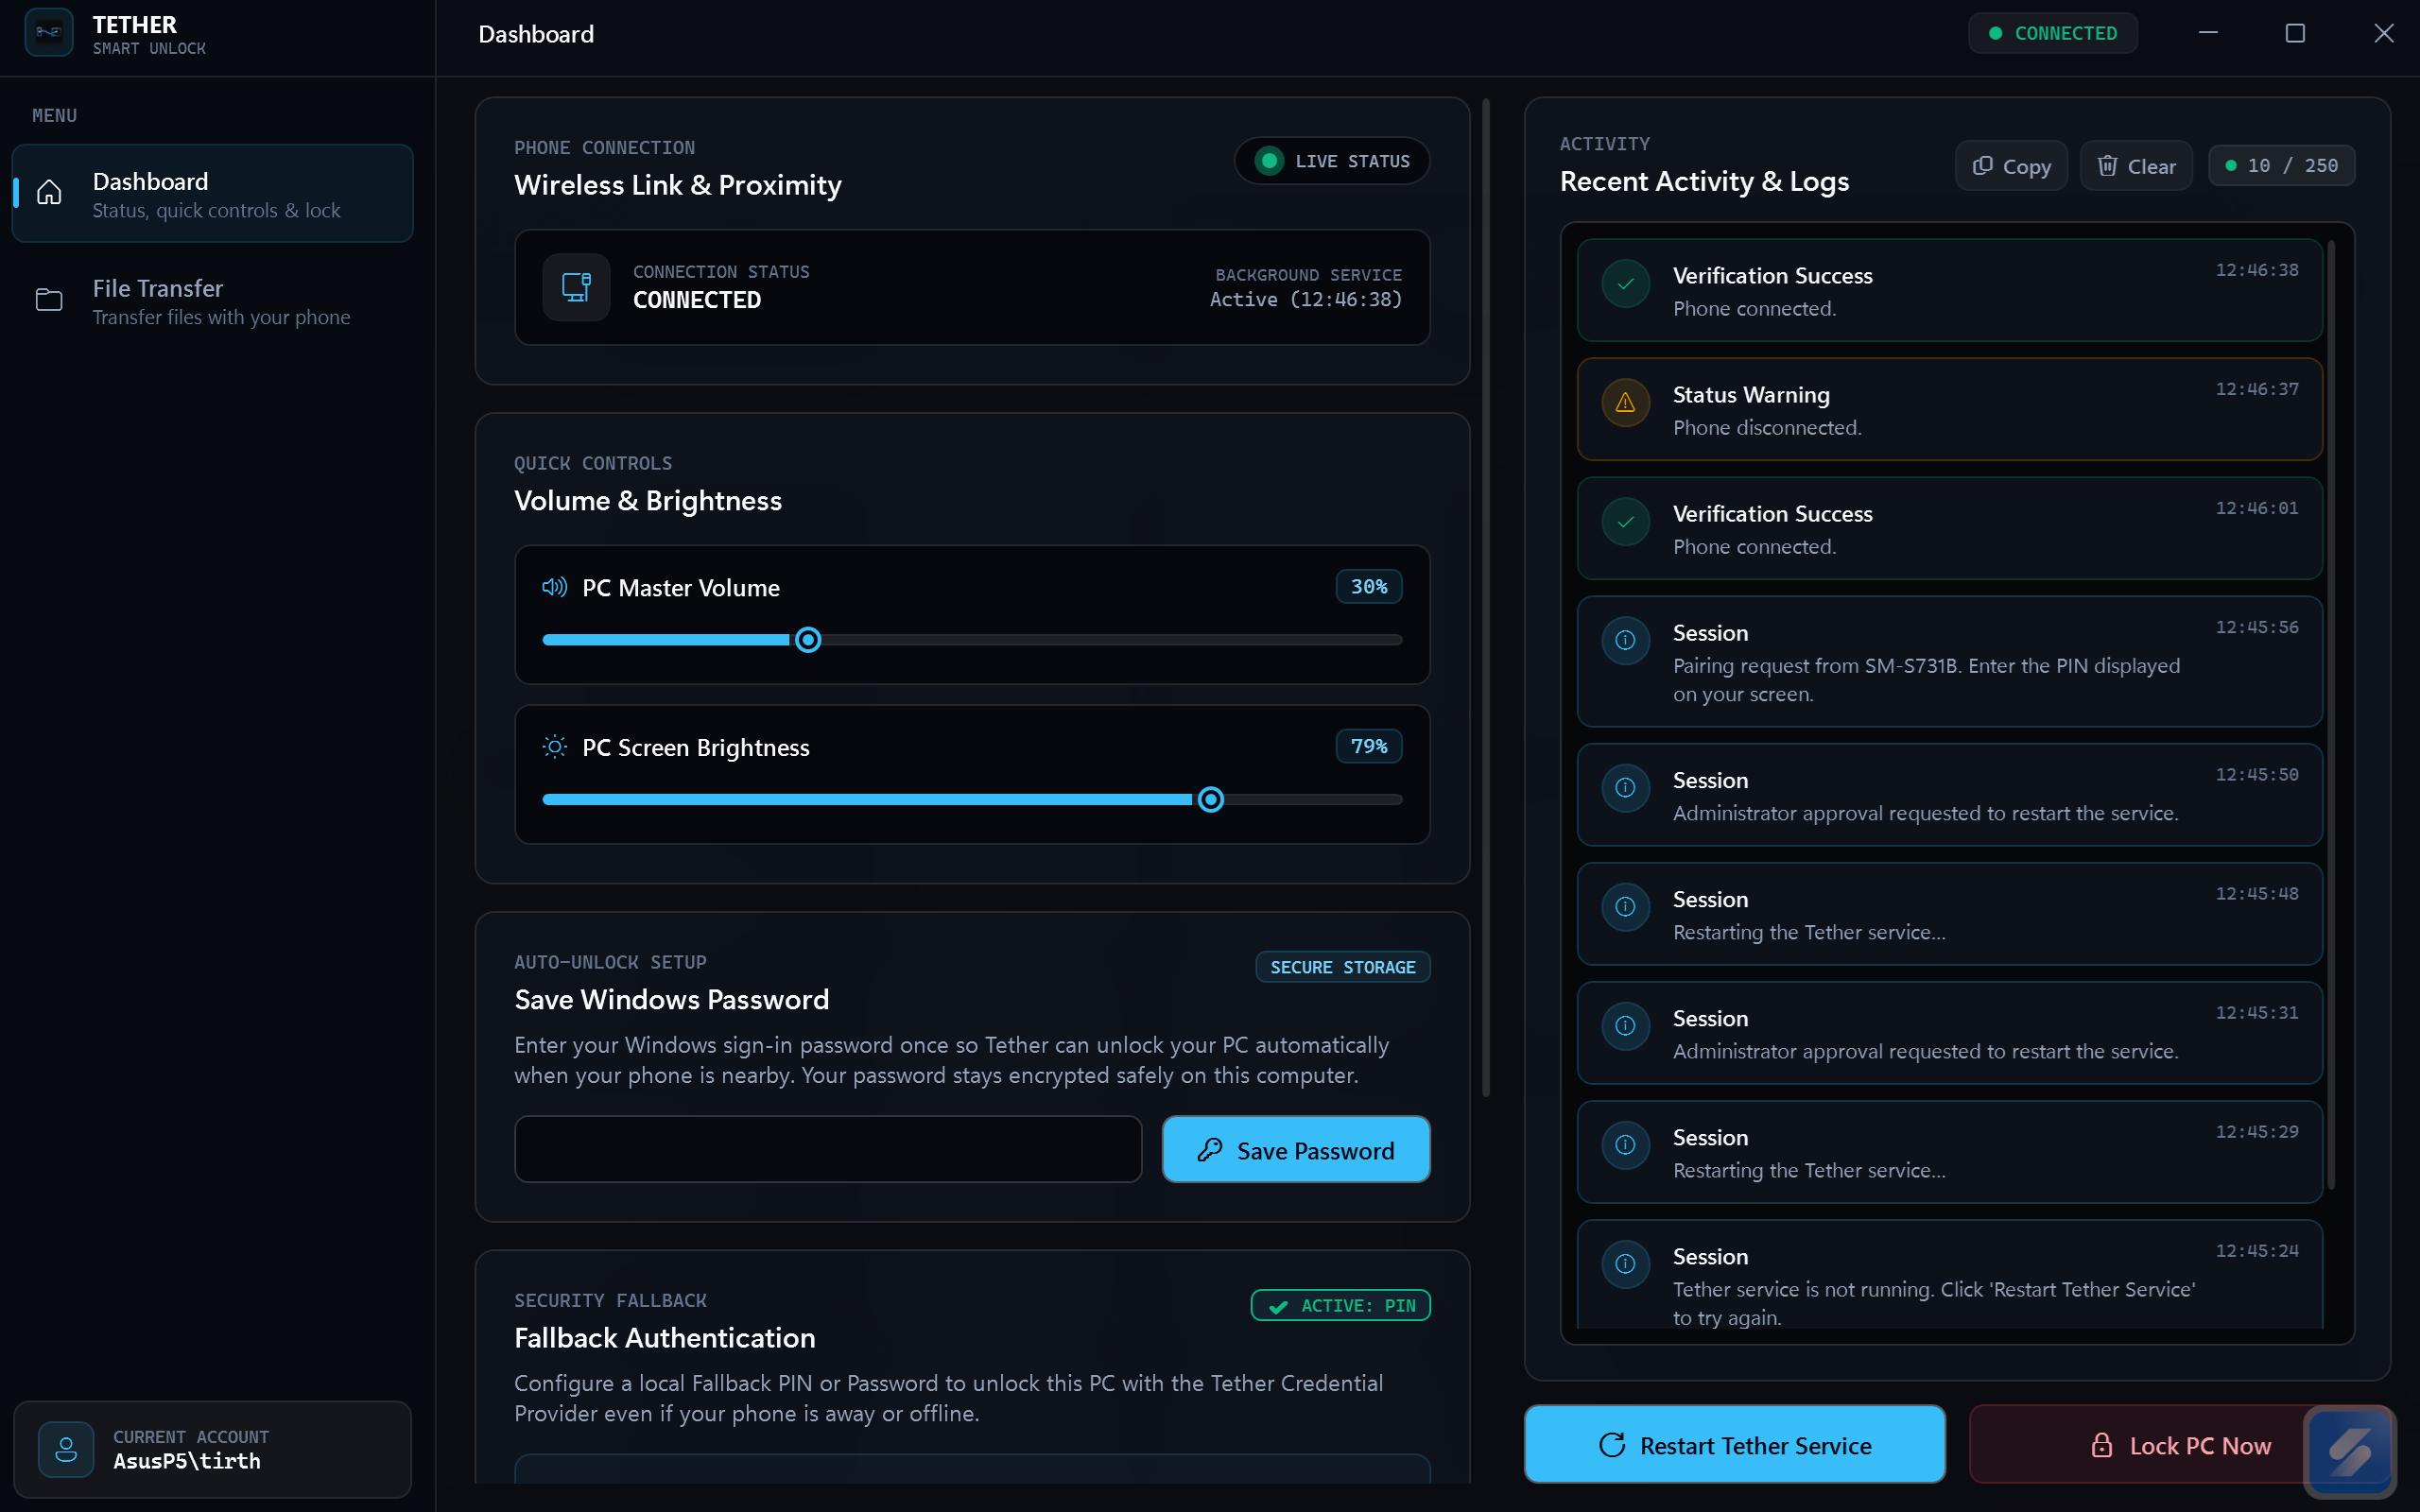 TETHER
SMART UNLOCK
Dashboard
CONNECTED
MENU
Dashboard
Status, quick controls & lock
File Transfer
Transfer files with your phone
CURRENT ACCOUNT
AsusP5\tirth
PHONE CONNECTION
Wireless Link & Proximity
LIVE STATUS
CONNECTION STATUS
CONNECTED
BACKGROUND SERVICE
Active (12:46:38)
QUICK CONTROLS
Volume & Brightness
PC Master Volume
30%
PC Screen Brightness
79%
AUTO-UNLOCK SETUP
SECURE STORAGE
Save Windows Password
Enter your Windows sign-in password once so Tether can unlock your PC automatically
when your phone is nearby. Your password stays encrypted safely on this computer.
Save Password
SECURITY FALLBACK
ACTIVE: PIN
Fallback Authentication
Configure a local Fallback PIN or Password to unlock this PC with the Tether Credential
Provider even if your phone is away or offline.
ACTIVITY
Recent Activity & Logs
Copy
Clear
10 / 250
Verification Success
12:46:38
Phone connected.
Status Warning
12:46:37
Phone disconnected.
Verification Success
12:46:01
Phone connected.
Session
12:45:56
Pairing request from SM-S731B. Enter the PIN displayed
on your screen.
Session
12:45:50
Administrator approval requested to restart the service.
Session
12:45:48
Restarting the Tether service...
Session
12:45:31
Administrator approval requested to restart the service.
Session
12:45:29
Restarting the Tether service...
Session
12:45:24
Tether service is not running. Click 'Restart Tether Service'
to try again.
Restart Tether Service
Lock PC Now